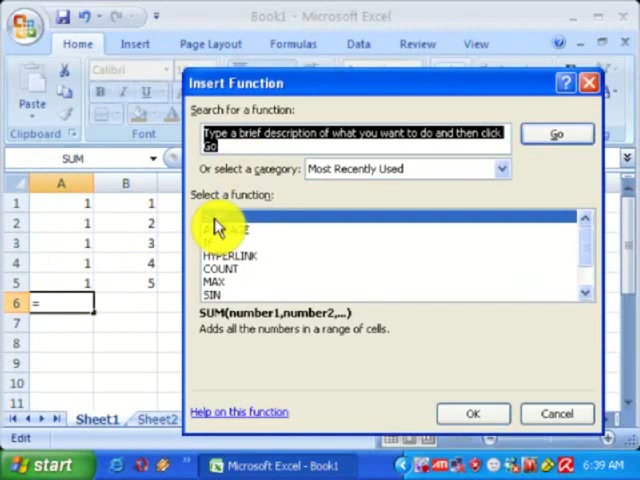 Book1 - Microsoft Excel
Home Insert Page Layout Formulas Data Review View
Calibri
Paste
B I U
Clipboard Font
SUM
A B
1 1 1
2 1 2
3 1 3
4 1 4
5 1 5
6 =
7
8
9
10
11
Insert Function
Search for a function:
Type a brief description of what you want to do and then click
Go
Go
Or select a category: Most Recently Used
Select a function:
HYPERLINK
COUNT
MAX
SIN
SUM(number1,number2,...)
Adds all the numbers in a range of cells.
Help on this function
OK Cancel
Sheet1 Sheet2
Edit
start Microsoft Excel - Book1 6:39 AM